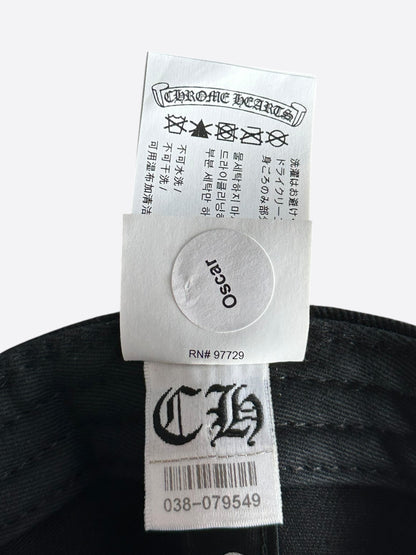 CHROME HEARTS
洗濯はお避け
ドライクリーニ
身ごろのみ部分
물세탁하지 마
드라이클리닝하
부분 세탁만 하
不可水洗/
不可干洗/
可用湿布加清洁
Oscar
RN# 97729
CH
038-079549